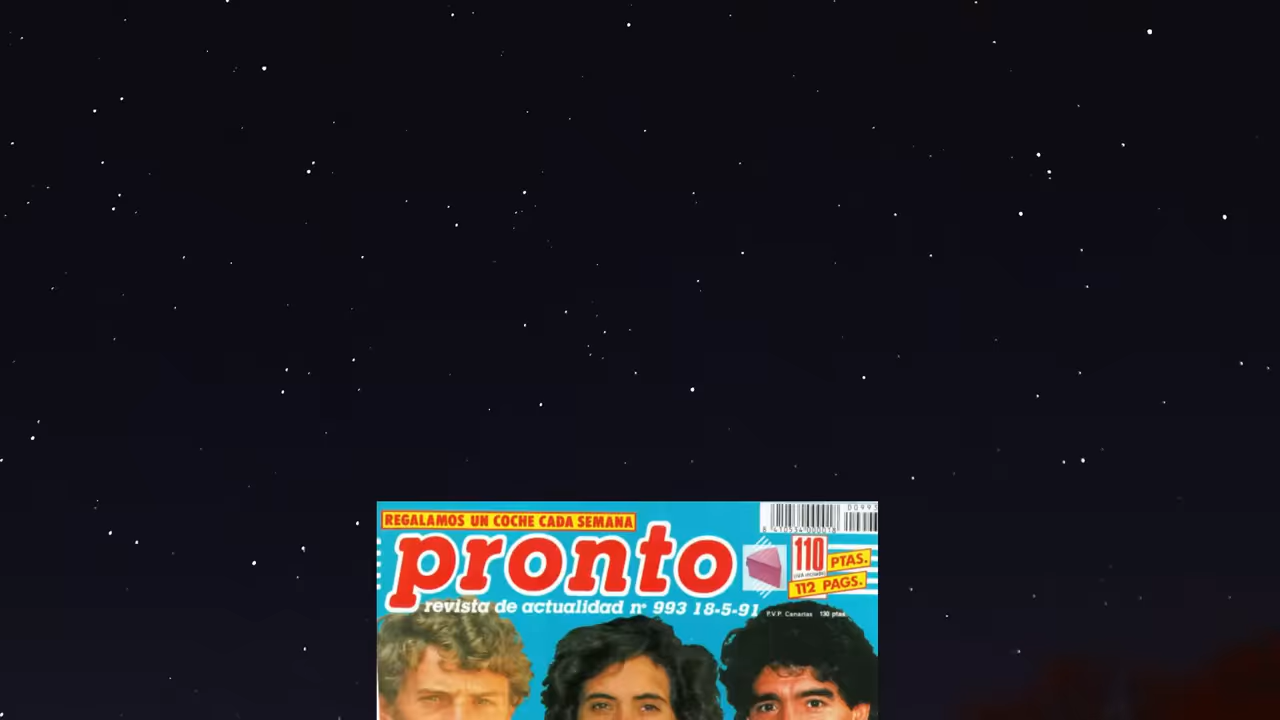 REGALAMOS UN COCHE CADA SEMANA
pronto
revista de actualidad nº 993 18-5-91
110 PTAS.
112 PAGS.
P.V.P. Canarias 130 ptas